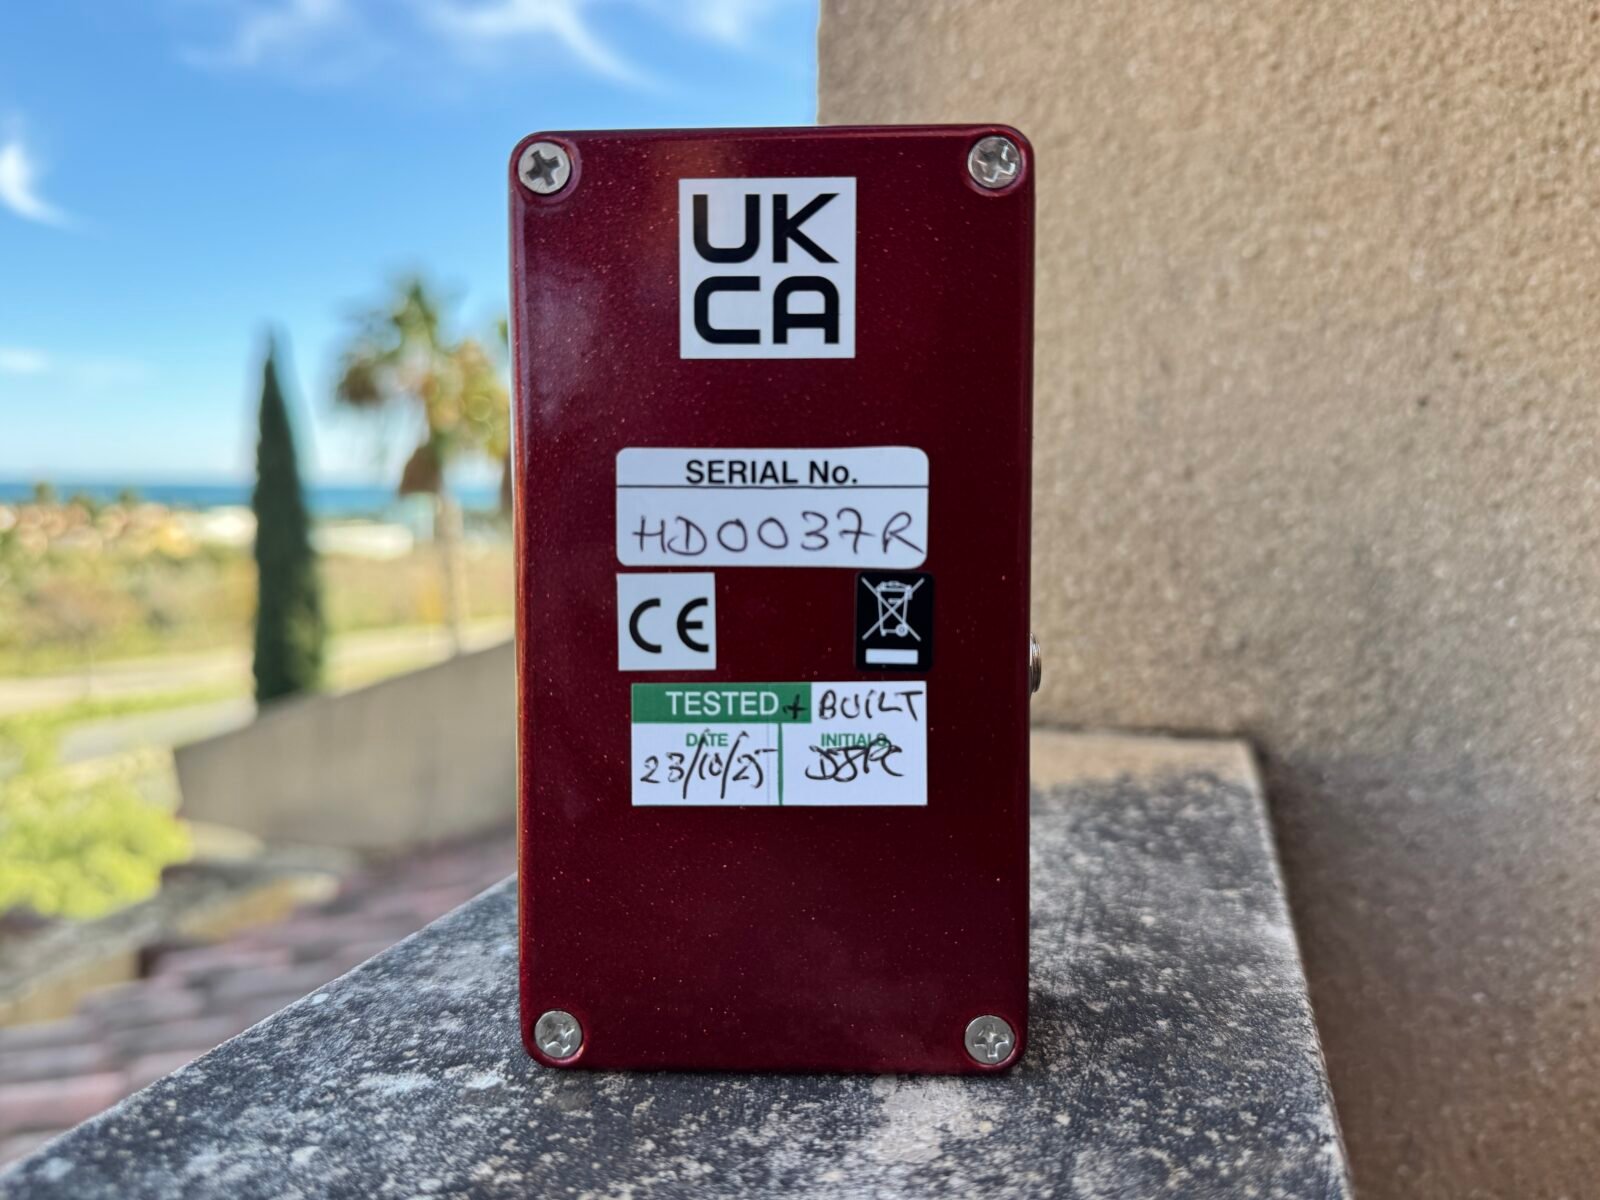 UK
CA
SERIAL No.
HD0037R
CE
TESTED + BUILT
DATE
INITIALS
23/10/25